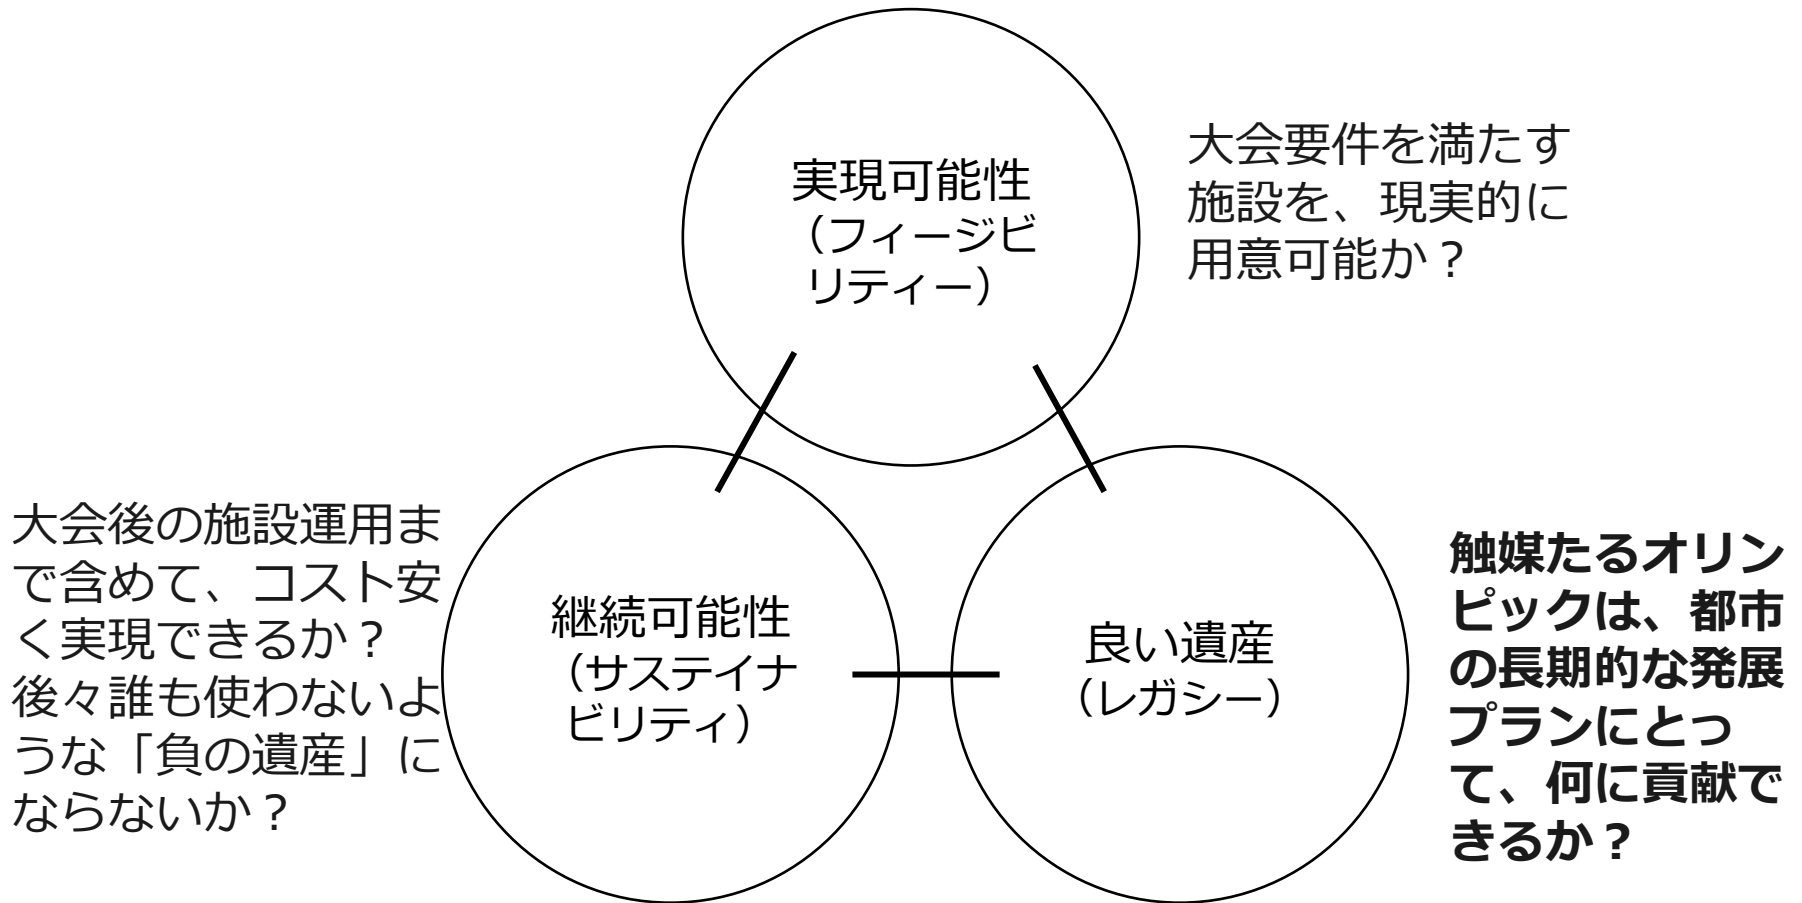 実現可能性
（フィージビ
リティー）
大会要件を満たす
施設を、現実的に
用意可能か？
大会後の施設運用ま
で含めて、コスト安
く実現できるか？
後々誰も使わないよ
うな「負の遺産」に
ならないか？
継続可能性
（サステイナ
ビリティ）
良い遺産
（レガシー）
触媒たるオリン
ピックは、都市
の長期的な発展
プランにとっ
て、何に貢献で
きるか？